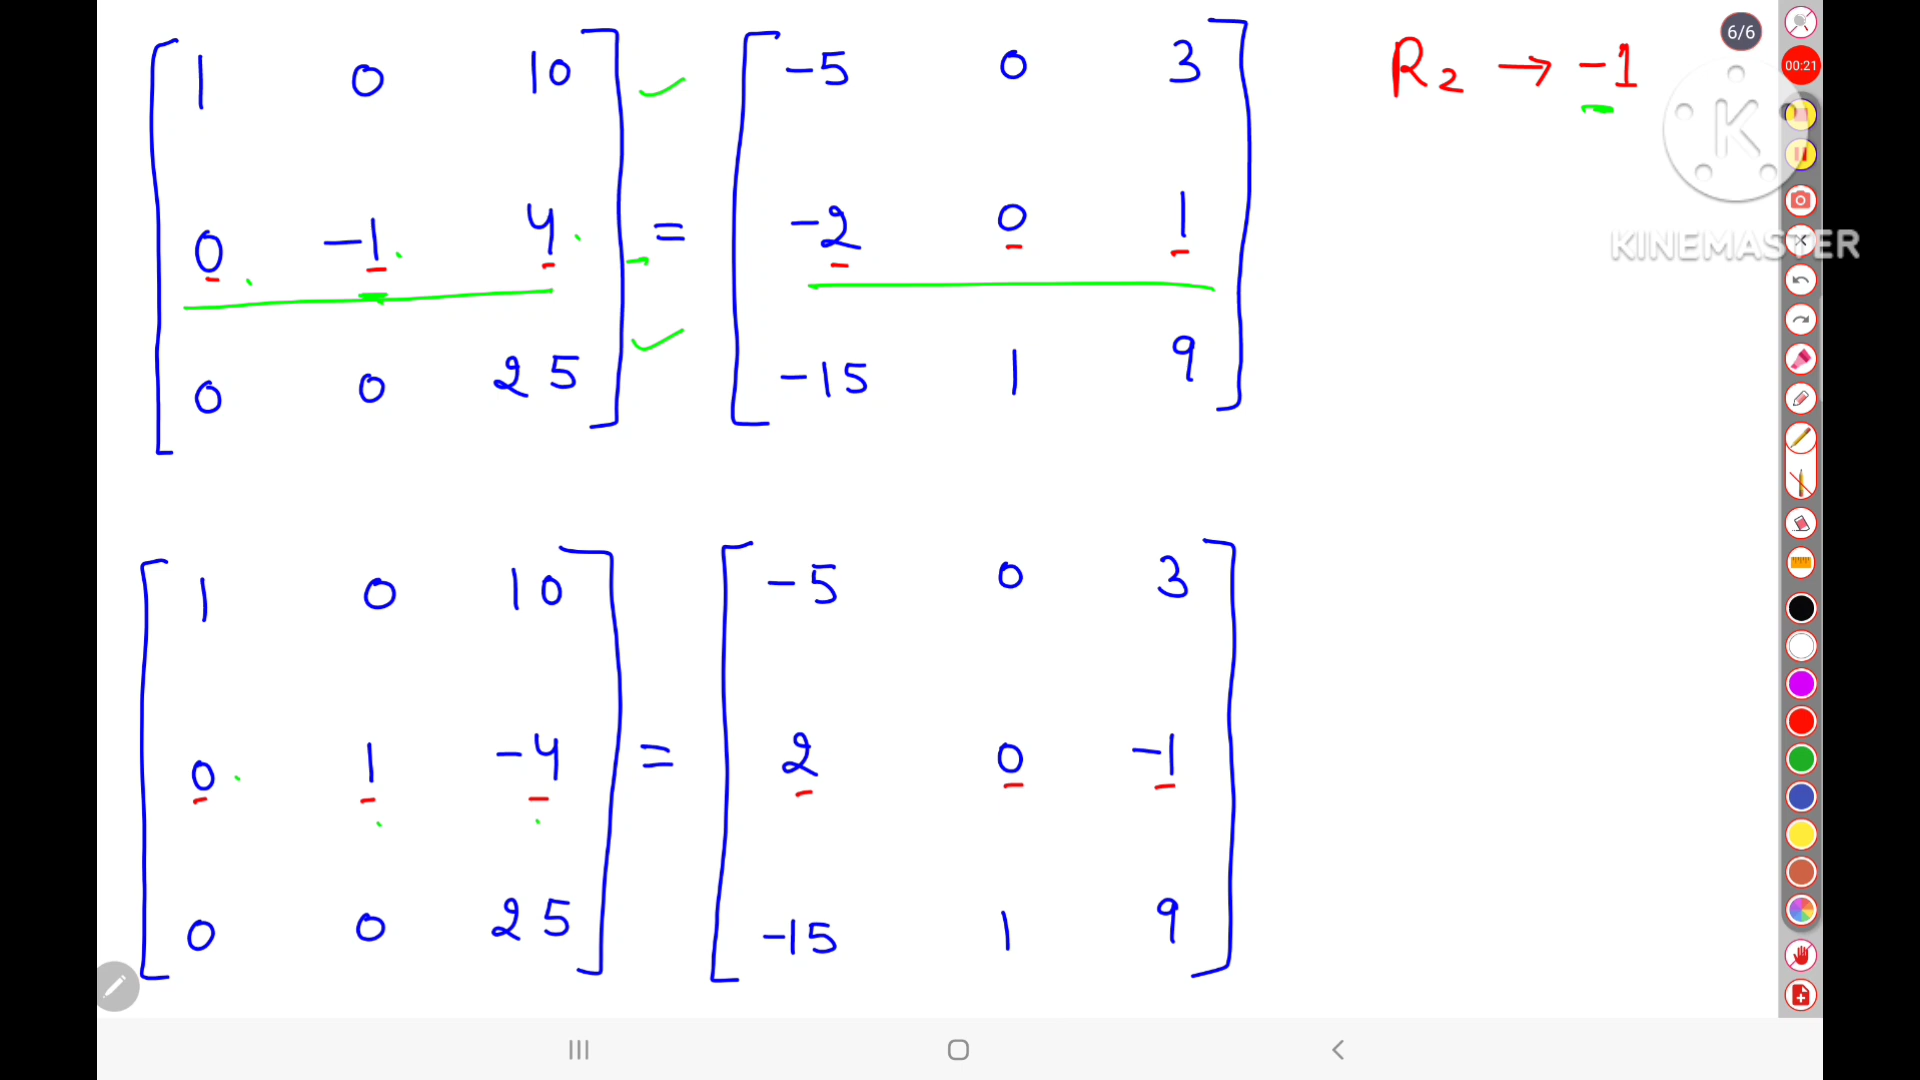 1 0 10 -5 0 3 R2 → -1
0 -1 4 = -2 0 1
0 0 25 -15 1 9
1 0 10 -5 0 3
0 1 -4 = 2 0 -1
0 0 25 -15 1 9
6/6
00:21
K
KINEMASTER